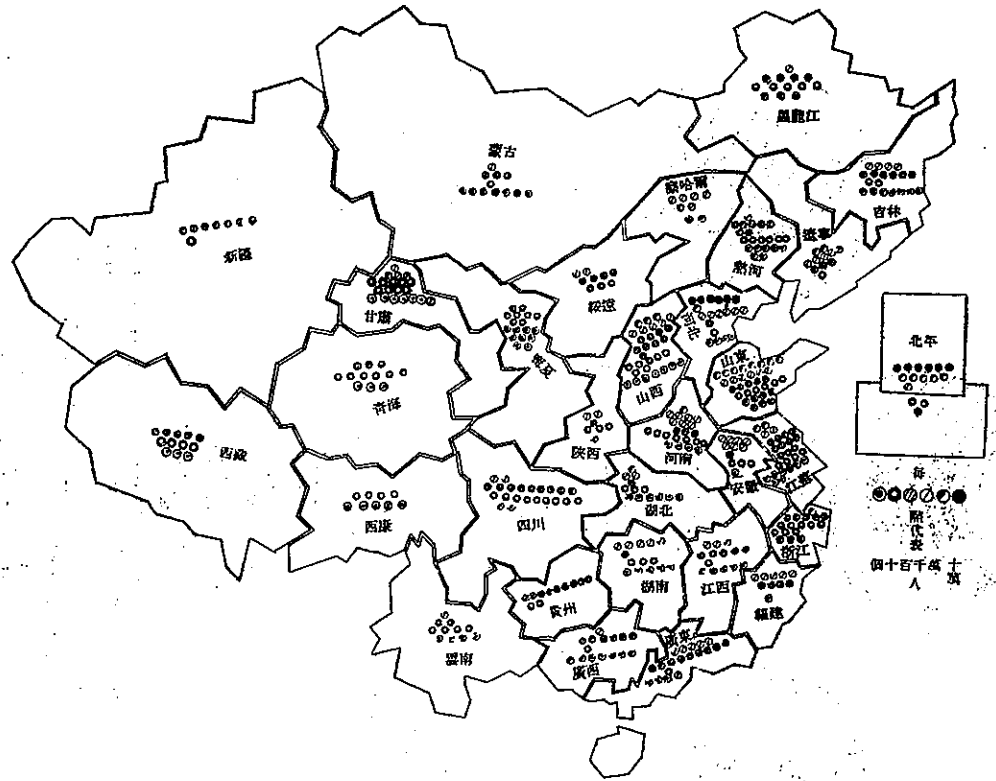 黑龍江
蒙古
察哈爾
吉林
新疆
熱河
遼寧
綏遠
甘肅
寧夏
河北
北平
山東
山西
青海
陝西
河南
西藏
安徽
江蘇
四川
湖北
西康
浙江
湖南
江西
貴州
福建
雲南
廣西
廣東
每
點代表
個十百千萬十萬
人